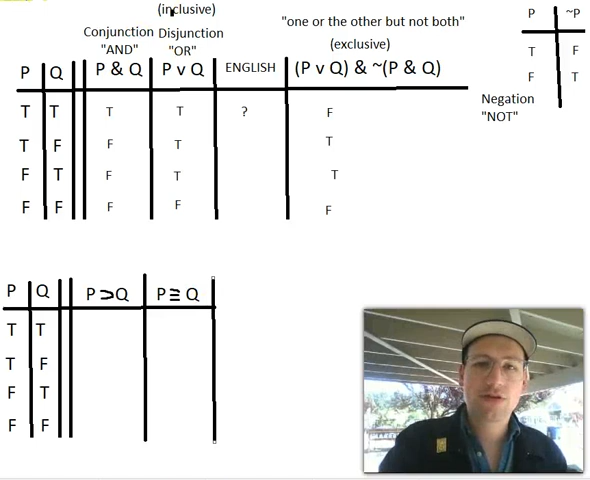 (inclusive)
"one or the other but not both"
(exclusive)
Conjunction Disjunction
"AND" "OR"
P Q P & Q P v Q ENGLISH (P v Q) & ~(P & Q)
T T T T ? F
T F F T T
F T F T T
F F F F F
P ~P
T F
F T
Negation
"NOT"
P Q P⊃Q P≡Q
T T
T F
F T
F F